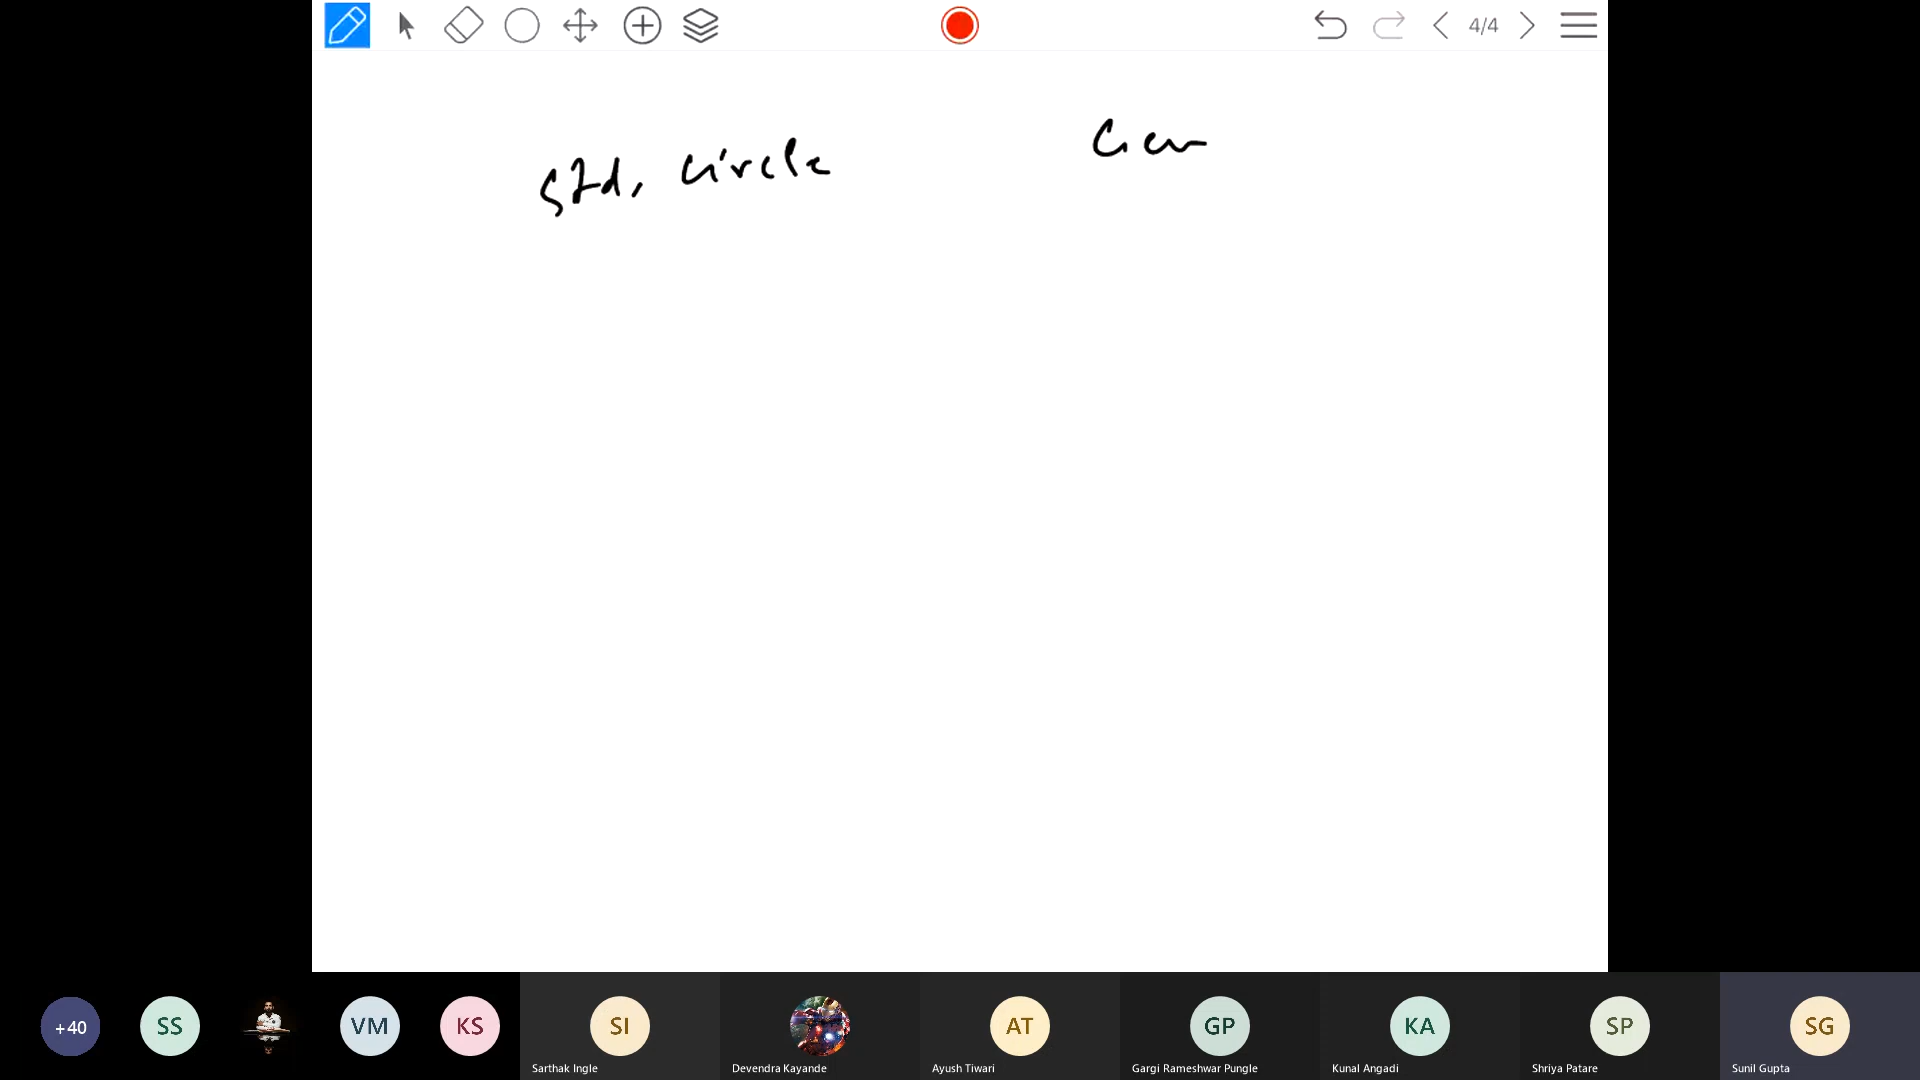 4/4
Gen
Std, circle
+40
SS
VM
KS
SI
AT
GP
KA
SP
SG
Sarthak Ingle
Devendra Kayande
Ayush Tiwari
Gargi Rameshwar Pungle
Kunal Angadi
Shriya Patare
Sunil Gupta